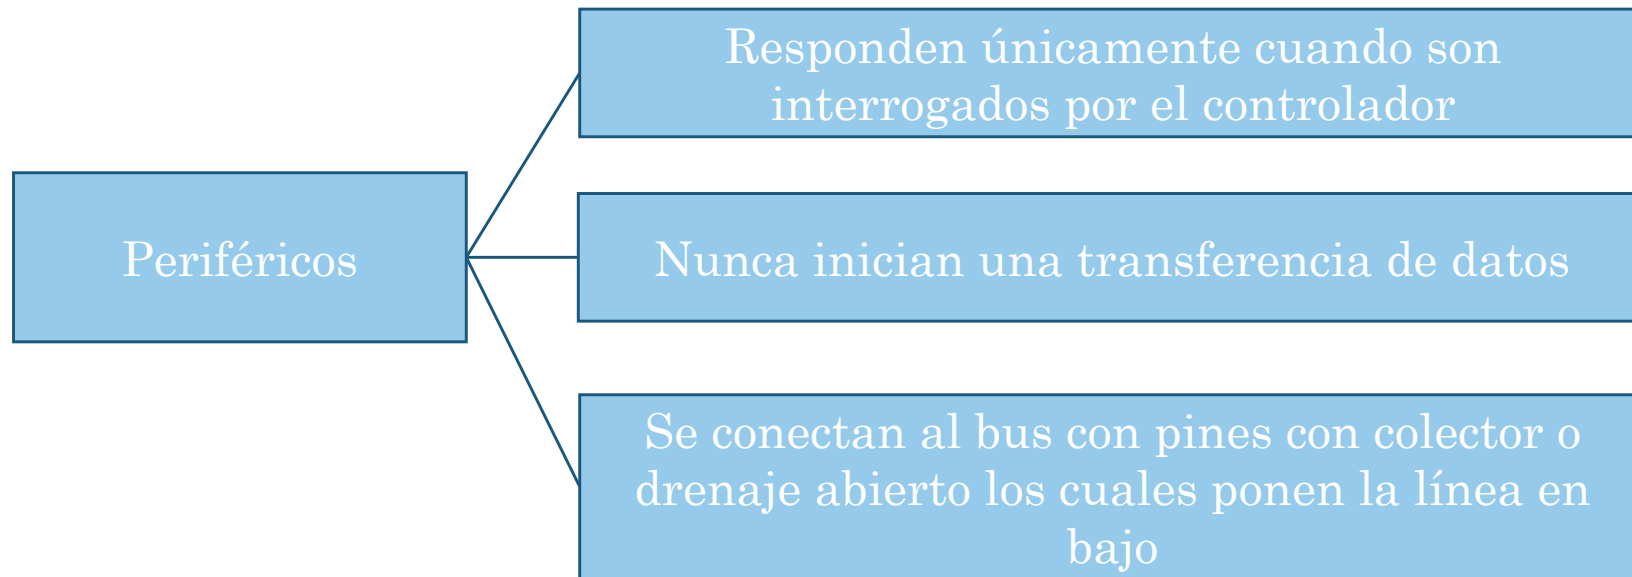 Responden únicamente cuando son
interrogados por el controlador
Periféricos
Nunca inician una transferencia de datos
Se conectan al bus con pines con colector o
drenaje abierto los cuales ponen la línea en
bajo